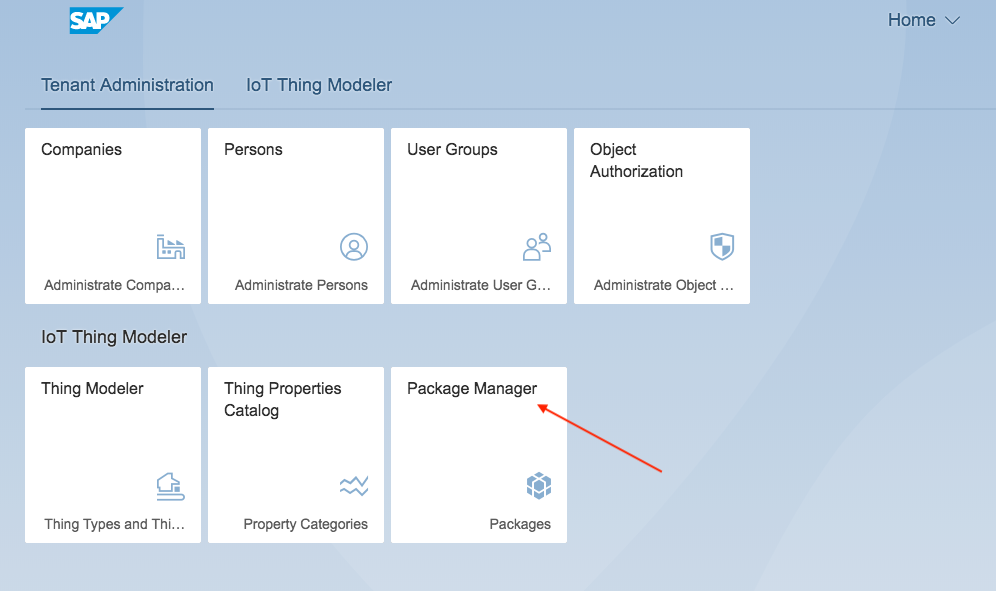 SAP
Home
Tenant Administration
IoT Thing Modeler
Companies
Administrate Compa...
Persons
Administrate Persons
User Groups
Administrate User G...
Object
Authorization
Administrate Object ...
IoT Thing Modeler
Thing Modeler
Thing Types and Thi...
Thing Properties
Catalog
Property Categories
Package Manager
Packages